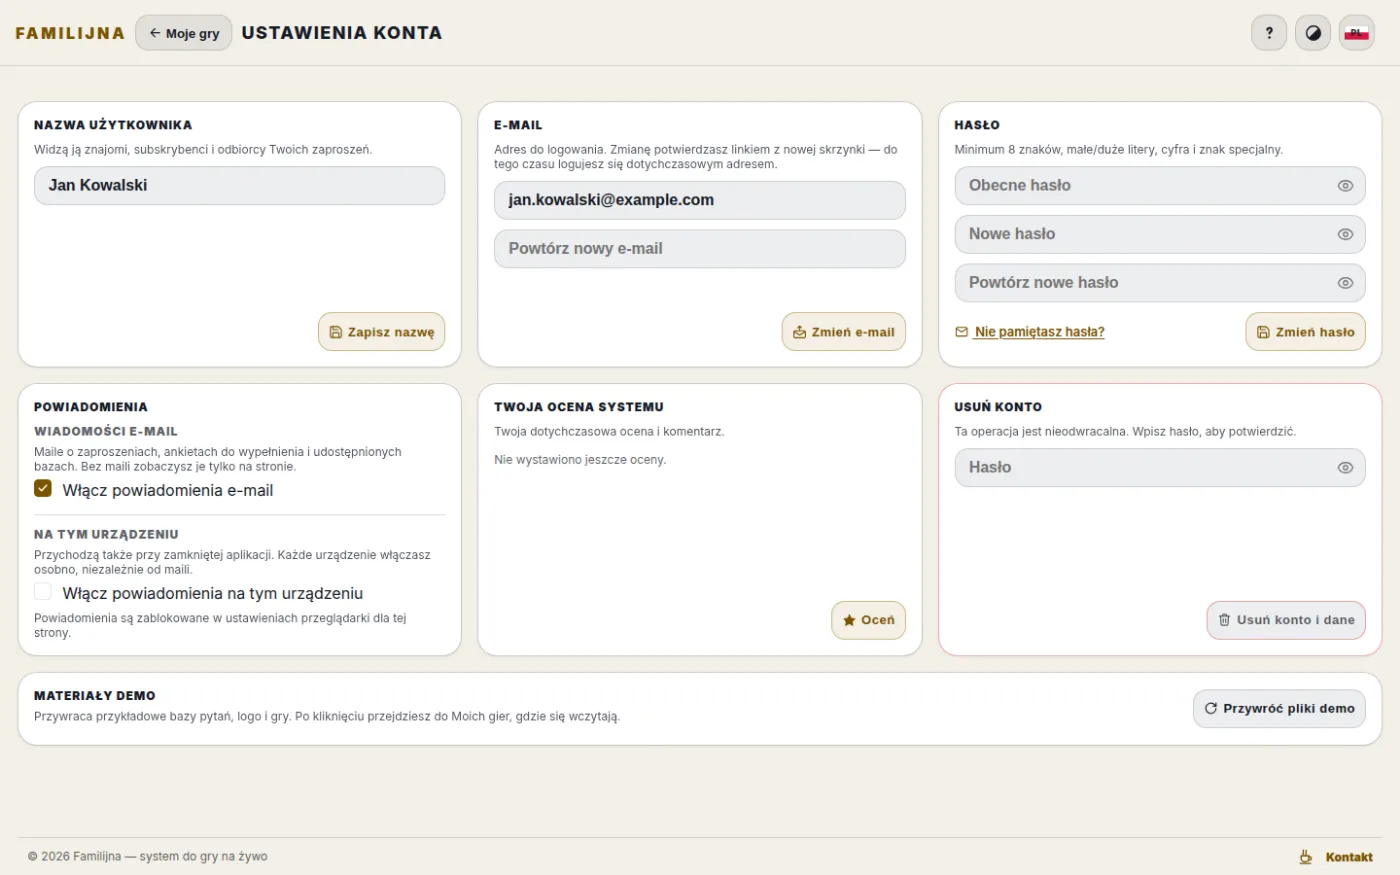 FAMILIJNA
← Moje gry
USTAWIENIA KONTA
?
PL
NAZWA UŻYTKOWNIKA
Widzą ją znajomi, subskrybenci i odbiorcy Twoich zaproszeń.
Jan Kowalski
Zapisz nazwę
E-MAIL
Adres do logowania. Zmianę potwierdzasz linkiem z nowej skrzynki — do
tego czasu logujesz się dotychczasowym adresem.
jan.kowalski@example.com
Powtórz nowy e-mail
Zmień e-mail
HASŁO
Minimum 8 znaków, małe/duże litery, cyfra i znak specjalny.
Obecne hasło
Nowe hasło
Powtórz nowe hasło
Nie pamiętasz hasła?
Zmień hasło
POWIADOMIENIA
WIADOMOŚCI E-MAIL
Maile o zaproszeniach, ankietach do wypełnienia i udostępnionych
bazach. Bez maili zobaczysz je tylko na stronie.
Włącz powiadomienia e-mail
NA TYM URZĄDZENIU
Przychodzą także przy zamkniętej aplikacji. Każde urządzenie włączasz
osobno, niezależnie od maili.
Włącz powiadomienia na tym urządzeniu
Powiadomienia są zablokowane w ustawieniach przeglądarki dla tej
strony.
TWOJA OCENA SYSTEMU
Twoja dotychczasowa ocena i komentarz.
Nie wystawiono jeszcze oceny.
Oceń
USUŃ KONTO
Ta operacja jest nieodwracalna. Wpisz hasło, aby potwierdzić.
Hasło
Usuń konto i dane
MATERIAŁY DEMO
Przywraca przykładowe bazy pytań, logo i gry. Po kliknięciu przejdziesz do Moich gier, gdzie się wczytają.
Przywróć pliki demo
© 2026 Familijna — system do gry na żywo
Kontakt